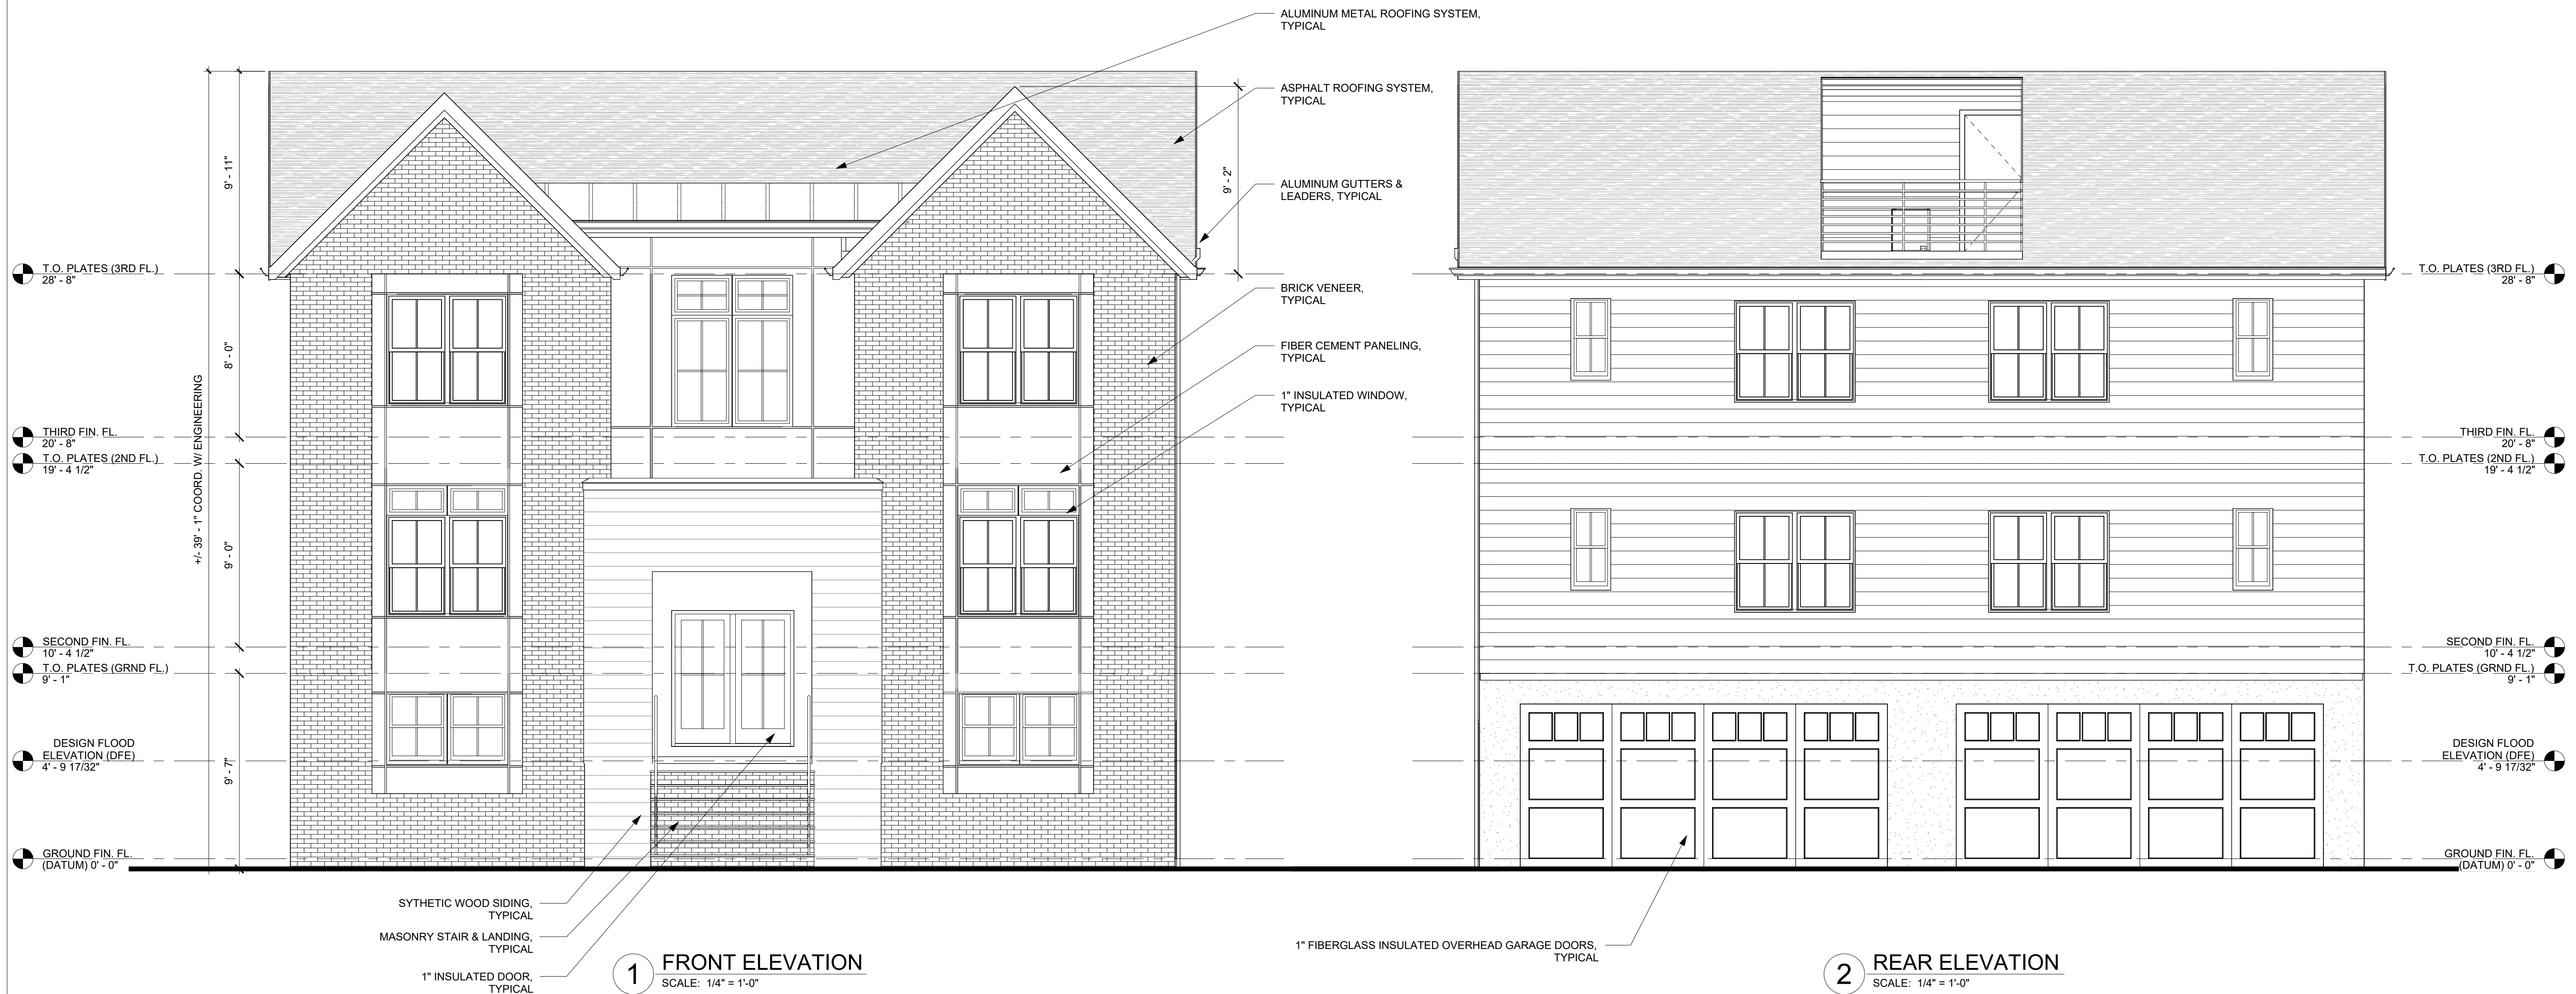 ALUMINUM METAL ROOFING SYSTEM,
TYPICAL
ASPHALT ROOFING SYSTEM,
TYPICAL
ALUMINUM GUTTERS &
LEADERS, TYPICAL
BRICK VENEER,
TYPICAL
FIBER CEMENT PANELING,
TYPICAL
1" INSULATED WINDOW,
TYPICAL
T.O. PLATES (3RD FL.)
28' - 8"
THIRD FIN. FL.
20' - 8"
T.O. PLATES (2ND FL.)
19' - 4 1/2"
SECOND FIN. FL.
10' - 4 1/2"
T.O. PLATES (GRND FL.)
9' - 1"
DESIGN FLOOD
ELEVATION (DFE)
4' - 9 17/32"
GROUND FIN. FL.
(DATUM) 0' - 0"
+/- 39' - 1" COORD. W/ ENGINEERING
9' - 11"
8' - 0"
9' - 0"
9' - 7"
9' - 2"
SYTHETIC WOOD SIDING,
TYPICAL
MASONRY STAIR & LANDING,
TYPICAL
1" INSULATED DOOR,
TYPICAL
1
FRONT ELEVATION
SCALE: 1/4" = 1'-0"
T.O. PLATES (3RD FL.)
28' - 8"
THIRD FIN. FL.
20' - 8"
T.O. PLATES (2ND FL.)
19' - 4 1/2"
SECOND FIN. FL.
10' - 4 1/2"
T.O. PLATES (GRND FL.)
9' - 1"
DESIGN FLOOD
ELEVATION (DFE)
4' - 9 17/32"
GROUND FIN. FL.
(DATUM) 0' - 0"
1" FIBERGLASS INSULATED OVERHEAD GARAGE DOORS,
TYPICAL
2
REAR ELEVATION
SCALE: 1/4" = 1'-0"